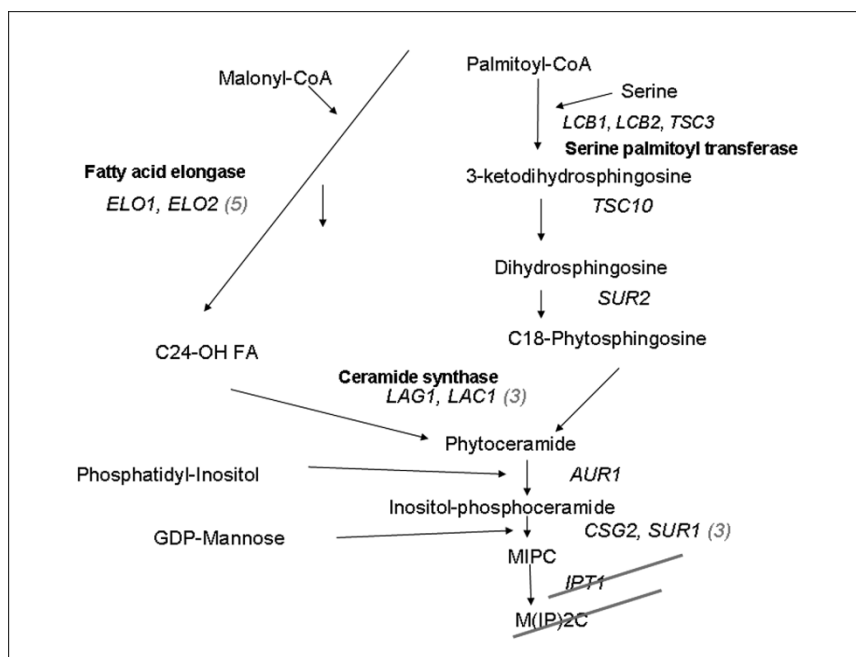 Palmitoyl-CoA
Malonyl-CoA
Serine
LCB1, LCB2, TSC3
Serine palmitoyl transferase
Fatty acid elongase
3-ketodihydrosphingosine
ELO1, ELO2 (5)
TSC10
Dihydrosphingosine
SUR2
C18-Phytosphingosine
C24-OH FA
Ceramide synthase
LAG1, LAC1 (3)
Phytoceramide
Phosphatidyl-Inositol
AUR1
Inositol-phosphoceramide
GDP-Mannose
CSG2, SUR1 (3)
MIPC
IPT1
M(IP)2C